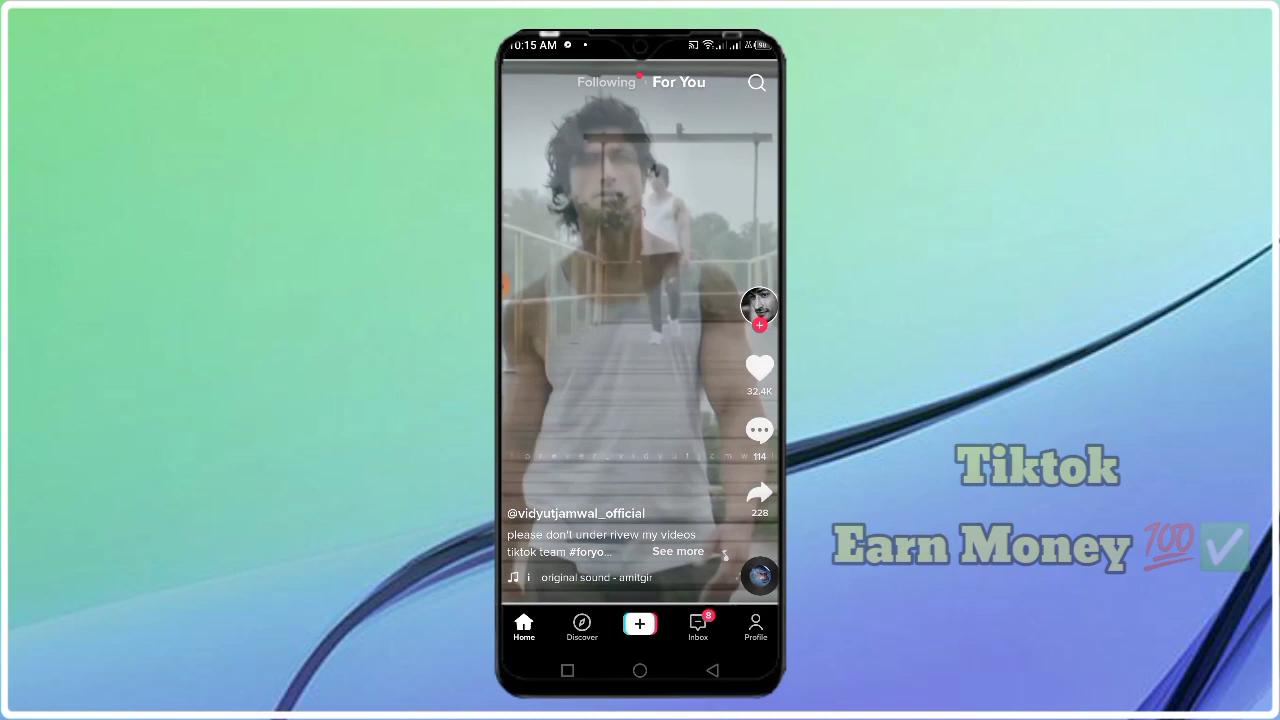 10:15 AM
98
Following For You
32.4K
114
228
@vidyutjamwal_official
please don't under rivew my videos
tiktok team #foryo... See more
original sound - amitgir
Home Discover Inbox 8 Profile
Tiktok
Earn Money 💯✅